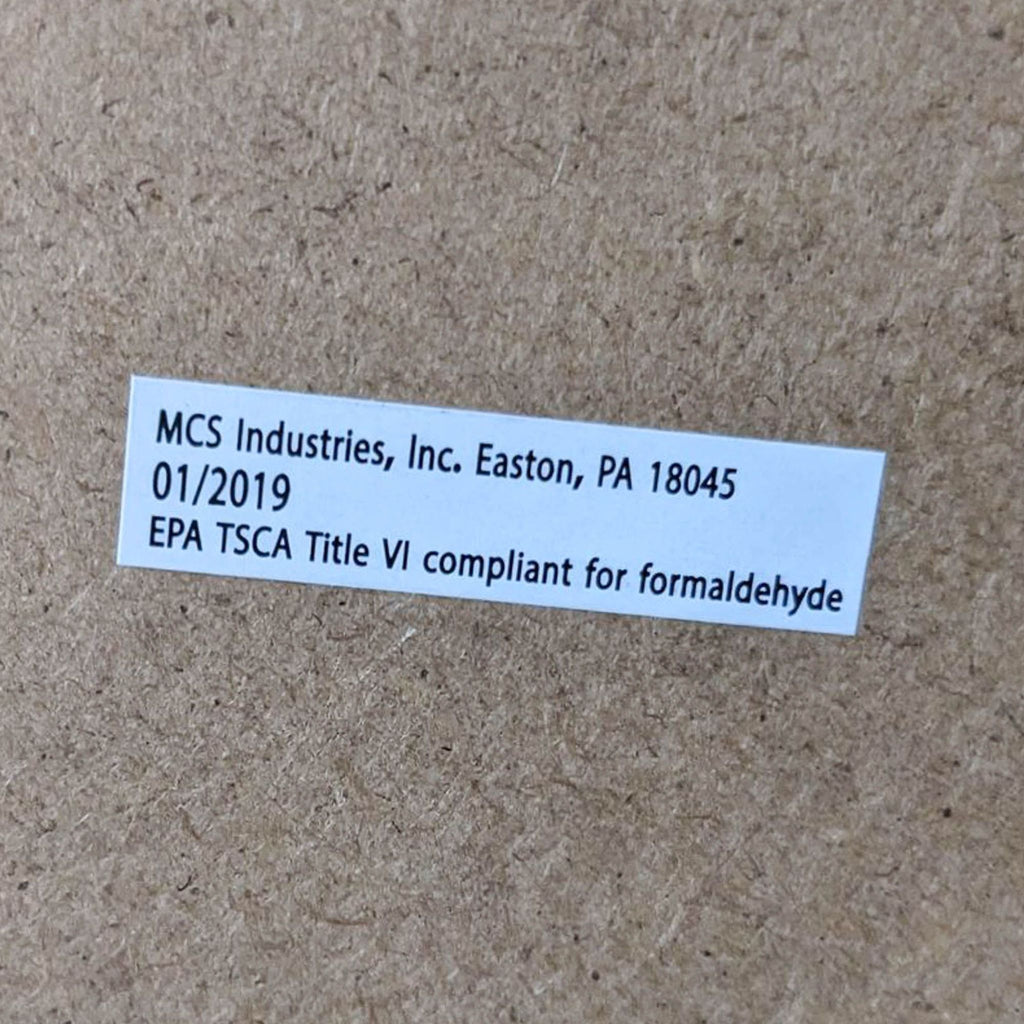 MCS Industries, Inc. Easton, PA 18045
01/2019
EPA TSCA Title VI compliant for formaldehyde